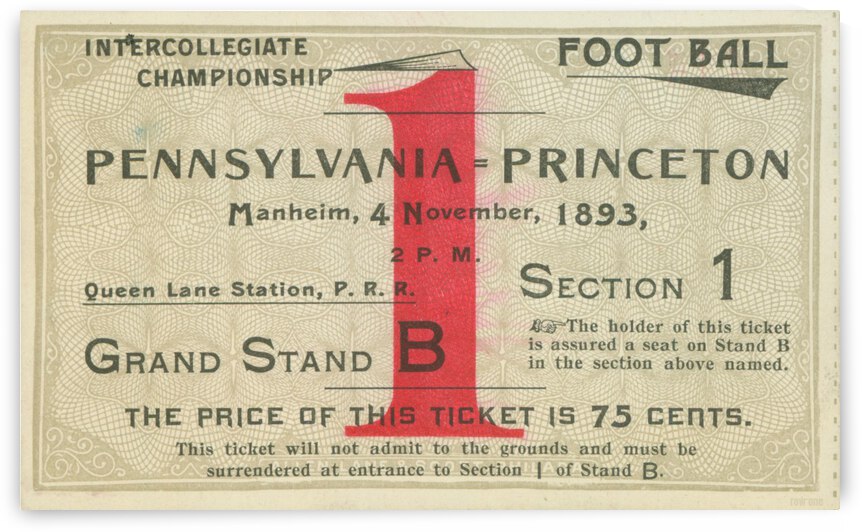 INTERCOLLEGIATE
CHAMPIONSHIP
FOOT BALL
1
PENNSYLVANIA = PRINCETON
Manheim, 4 November, 1893,
2 P. M.
Queen Lane Station, P. R. R.
SECTION 1
GRAND STAND B
The holder of this ticket
is assured a seat on Stand B
in the section above named.
THE PRICE OF THIS TICKET IS 75 CENTS.
This ticket will not admit to the grounds and must be
surrendered at entrance to Section 1 of Stand B.